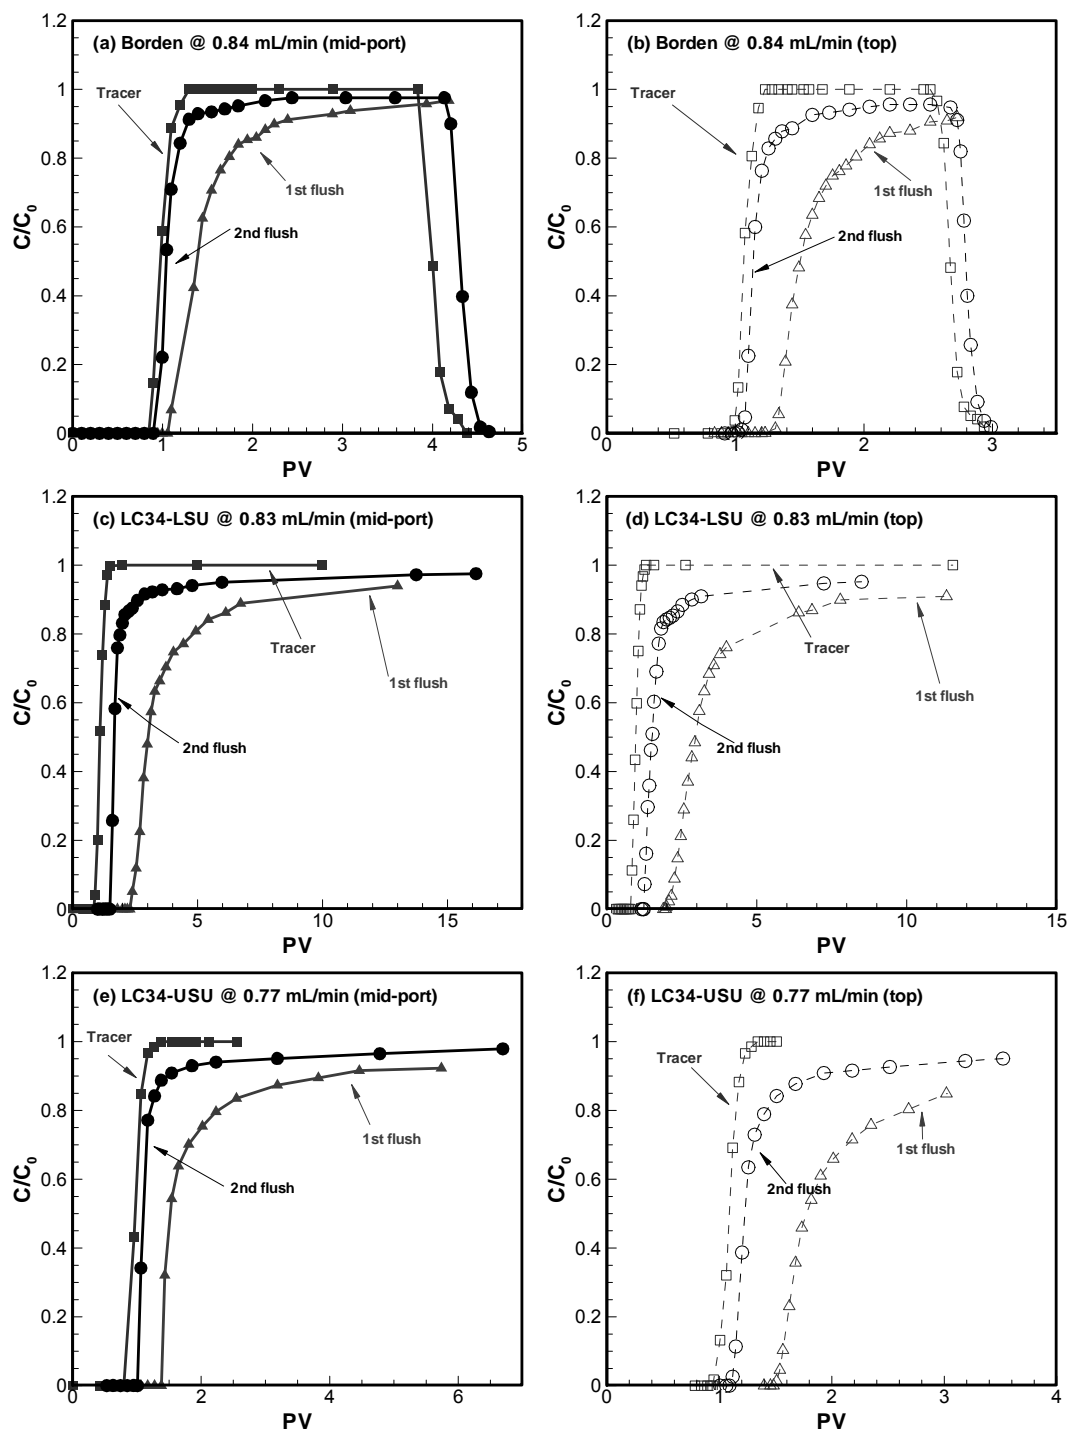 (a) Borden @ 0.84 mL/min (mid-port)
1.2
1
0.8
0.6
0.4
0.2
0
C/C0
Tracer
1st flush
2nd flush
0 1 2 3 4 5
PV
(b) Borden @ 0.84 mL/min (top)
1.2
1
0.8
0.6
0.4
0.2
0
C/C0
Tracer
1st flush
2nd flush
0 1 2 3
PV
(c) LC34-LSU @ 0.83 mL/min (mid-port)
1.2
1
0.8
0.6
0.4
0.2
0
C/C0
Tracer
1st flush
2nd flush
0 5 10 15
PV
(d) LC34-LSU @ 0.83 mL/min (top)
1.2
1
0.8
0.6
0.4
0.2
0
C/C0
Tracer
1st flush
2nd flush
0 5 10 15
PV
(e) LC34-USU @ 0.77 mL/min (mid-port)
1.2
1
0.8
0.6
0.4
0.2
0
C/C0
Tracer
1st flush
2nd flush
0 2 4 6
PV
(f) LC34-USU @ 0.77 mL/min (top)
1.2
1
0.8
0.6
0.4
0.2
0
C/C0
Tracer
1st flush
2nd flush
0 1 2 3 4
PV